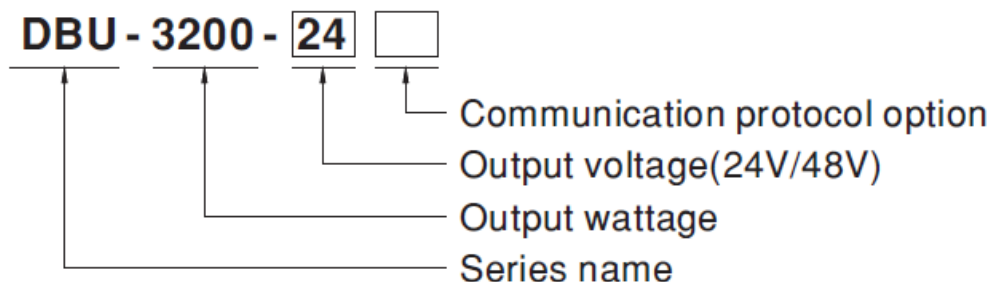 DBU - 3200 - 24
Communication protocol option
Output voltage(24V/48V)
Output wattage
Series name